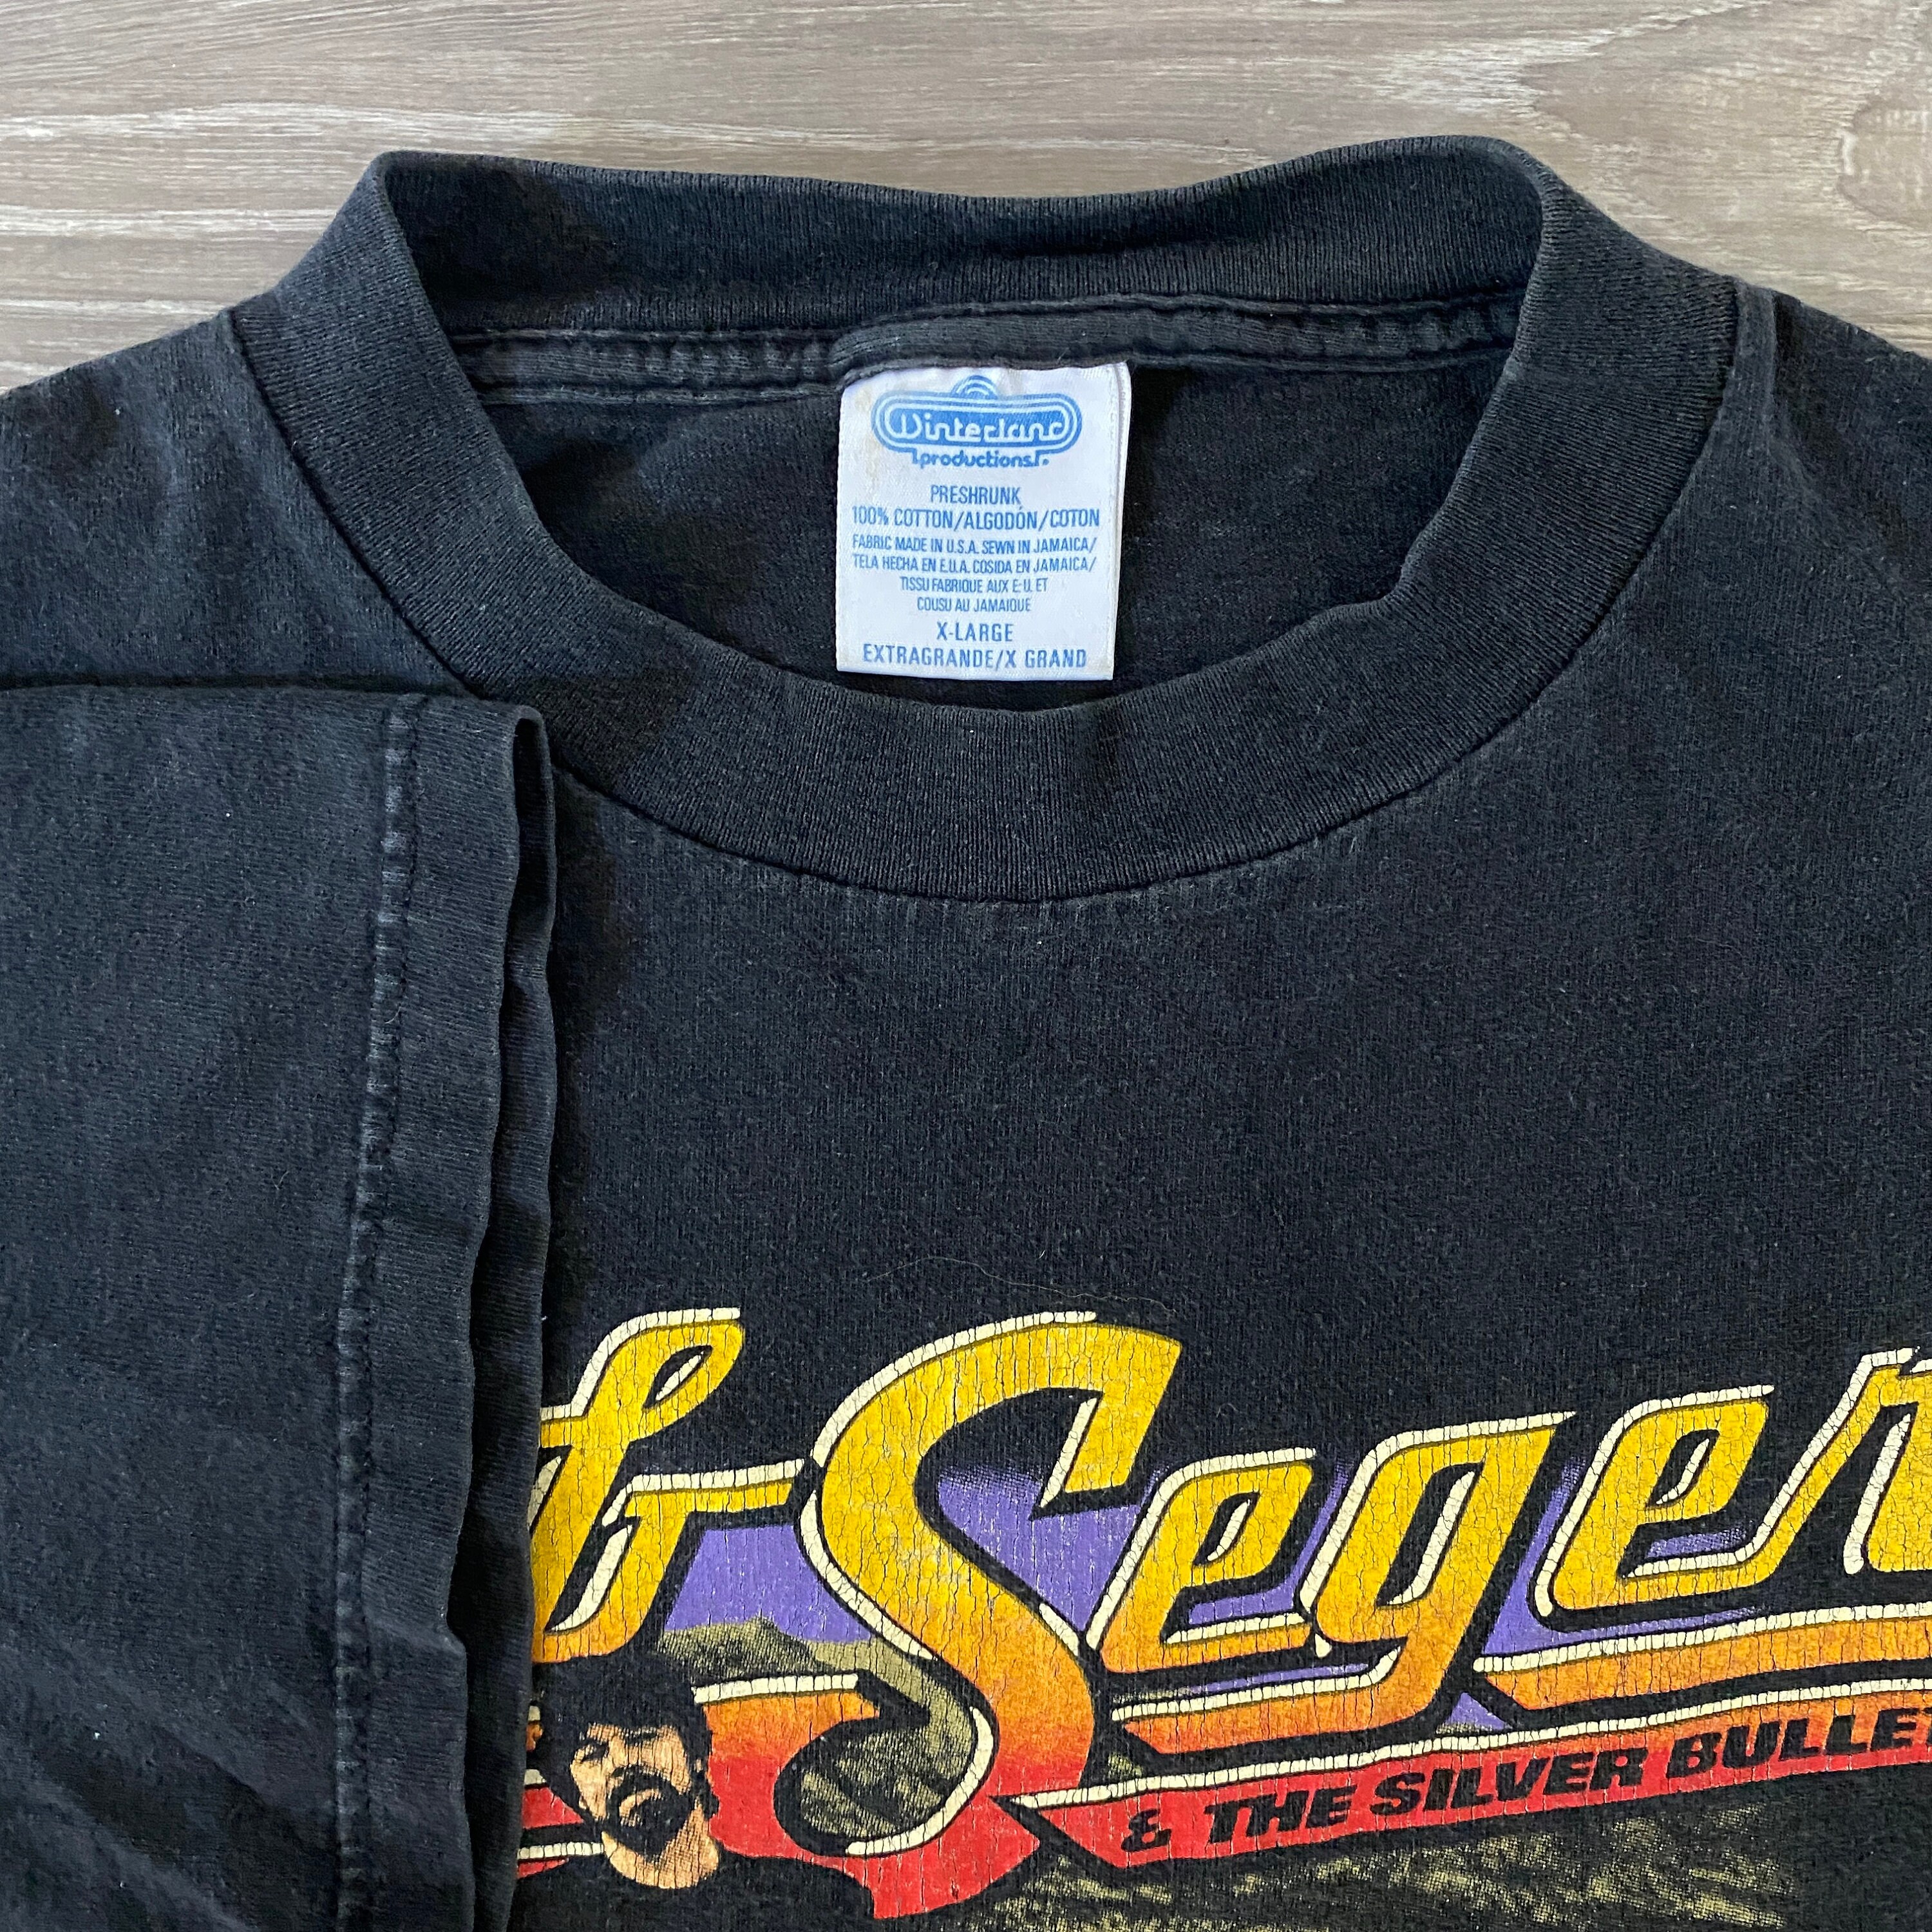 Winterland
productions.
PRESHRUNK
100% COTTON/ALGODÓN/COTON
FABRIC MADE IN U.S.A. SEWN IN JAMAICA/
TELA HECHA EN E.U.A. COSIDA EN JAMAICA/
TISSU FABRIQUE AUX E.U. ET
COUSU AU JAMAIQUE
X-LARGE
EXTRAGRANDE/X GRAND
b Seger
& THE SILVER BULLE